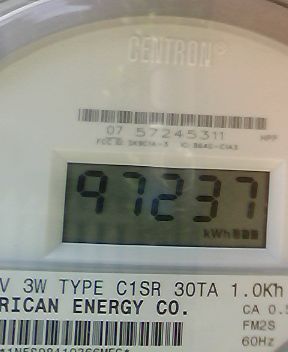 CENTRON®
07 57245311
HPP
97237
kWh
V 3W TYPE C1SR 30TA 1.0Kh
RICAN ENERGY CO.
CA 0.5
FM2S
60Hz